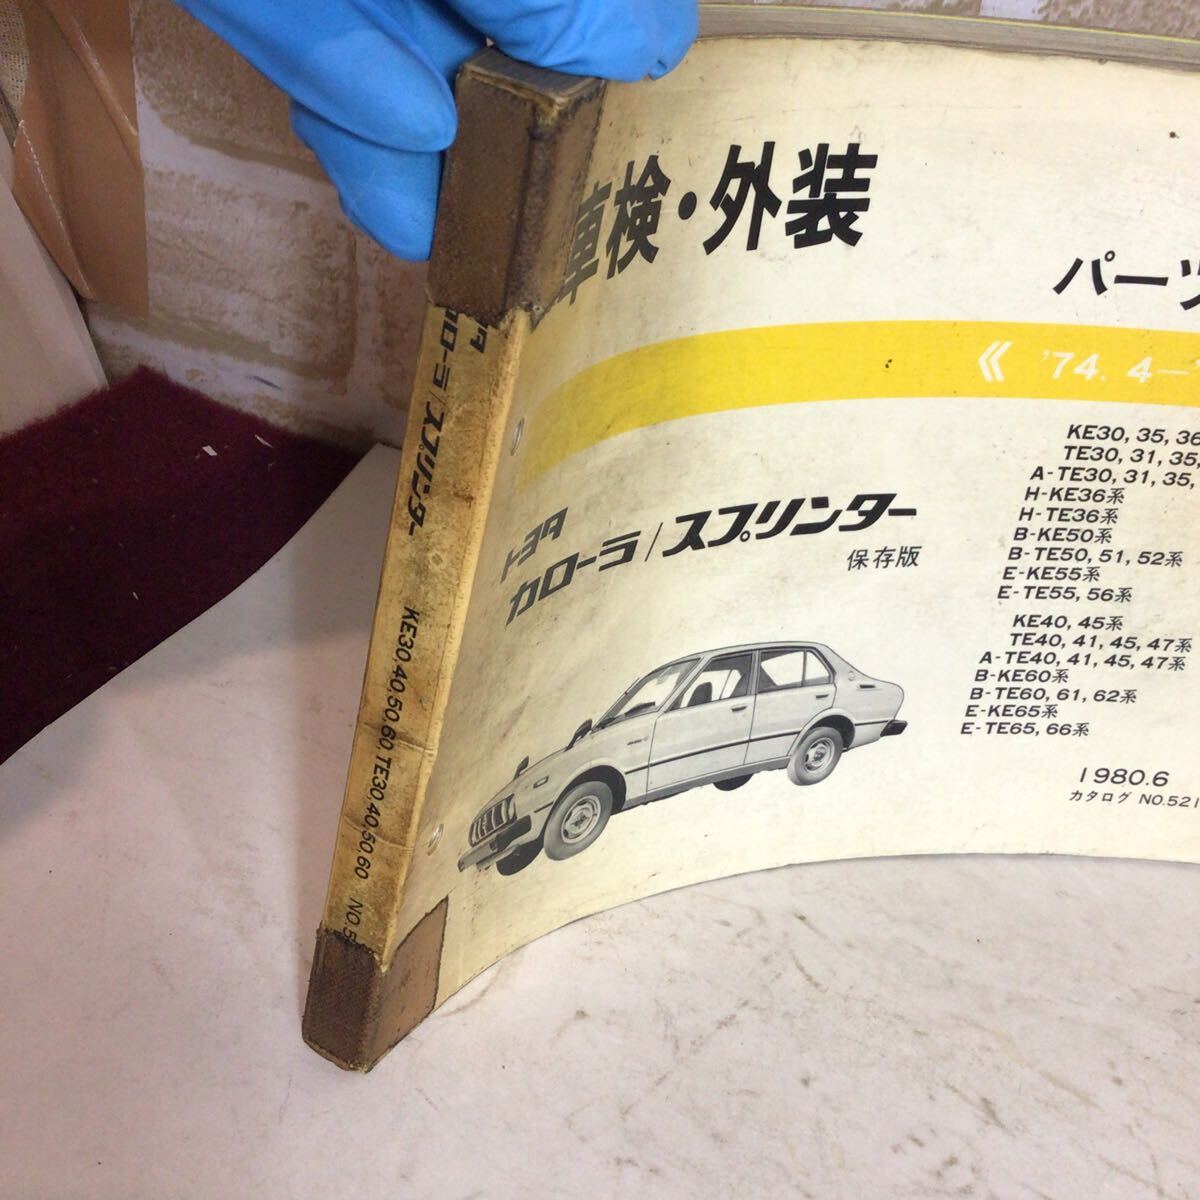 車検・外装
パーツ
《 '74. 4―'
KE30, 35, 36
TE30, 31, 35,
A-TE30, 31, 35,
H-KE36系
H-TE36系
B-KE50系
B-TE50, 51, 52系
E-KE55系
E-TE55, 56系
トヨタ
カローラ/スプリンター
保存版
KE40, 45系
TE40, 41, 45, 47系
A-TE40, 41, 45, 47系
B-KE60系
B-TE60, 61, 62系
E-KE65系
E-TE65, 66系
1980.6
カタログ NO.521
ヨタ
カローラ/スプリンター
KE30,40,50,60,TE30,40,50,60 NO.5